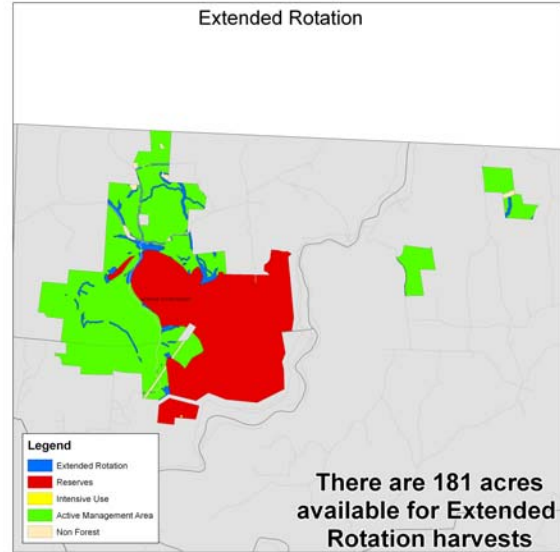 Extended Rotation
Legend
Extended Rotation
Reserves
Intensive Use
Active Management Area
Non Forest
There are 181 acres
available for Extended
Rotation harvests